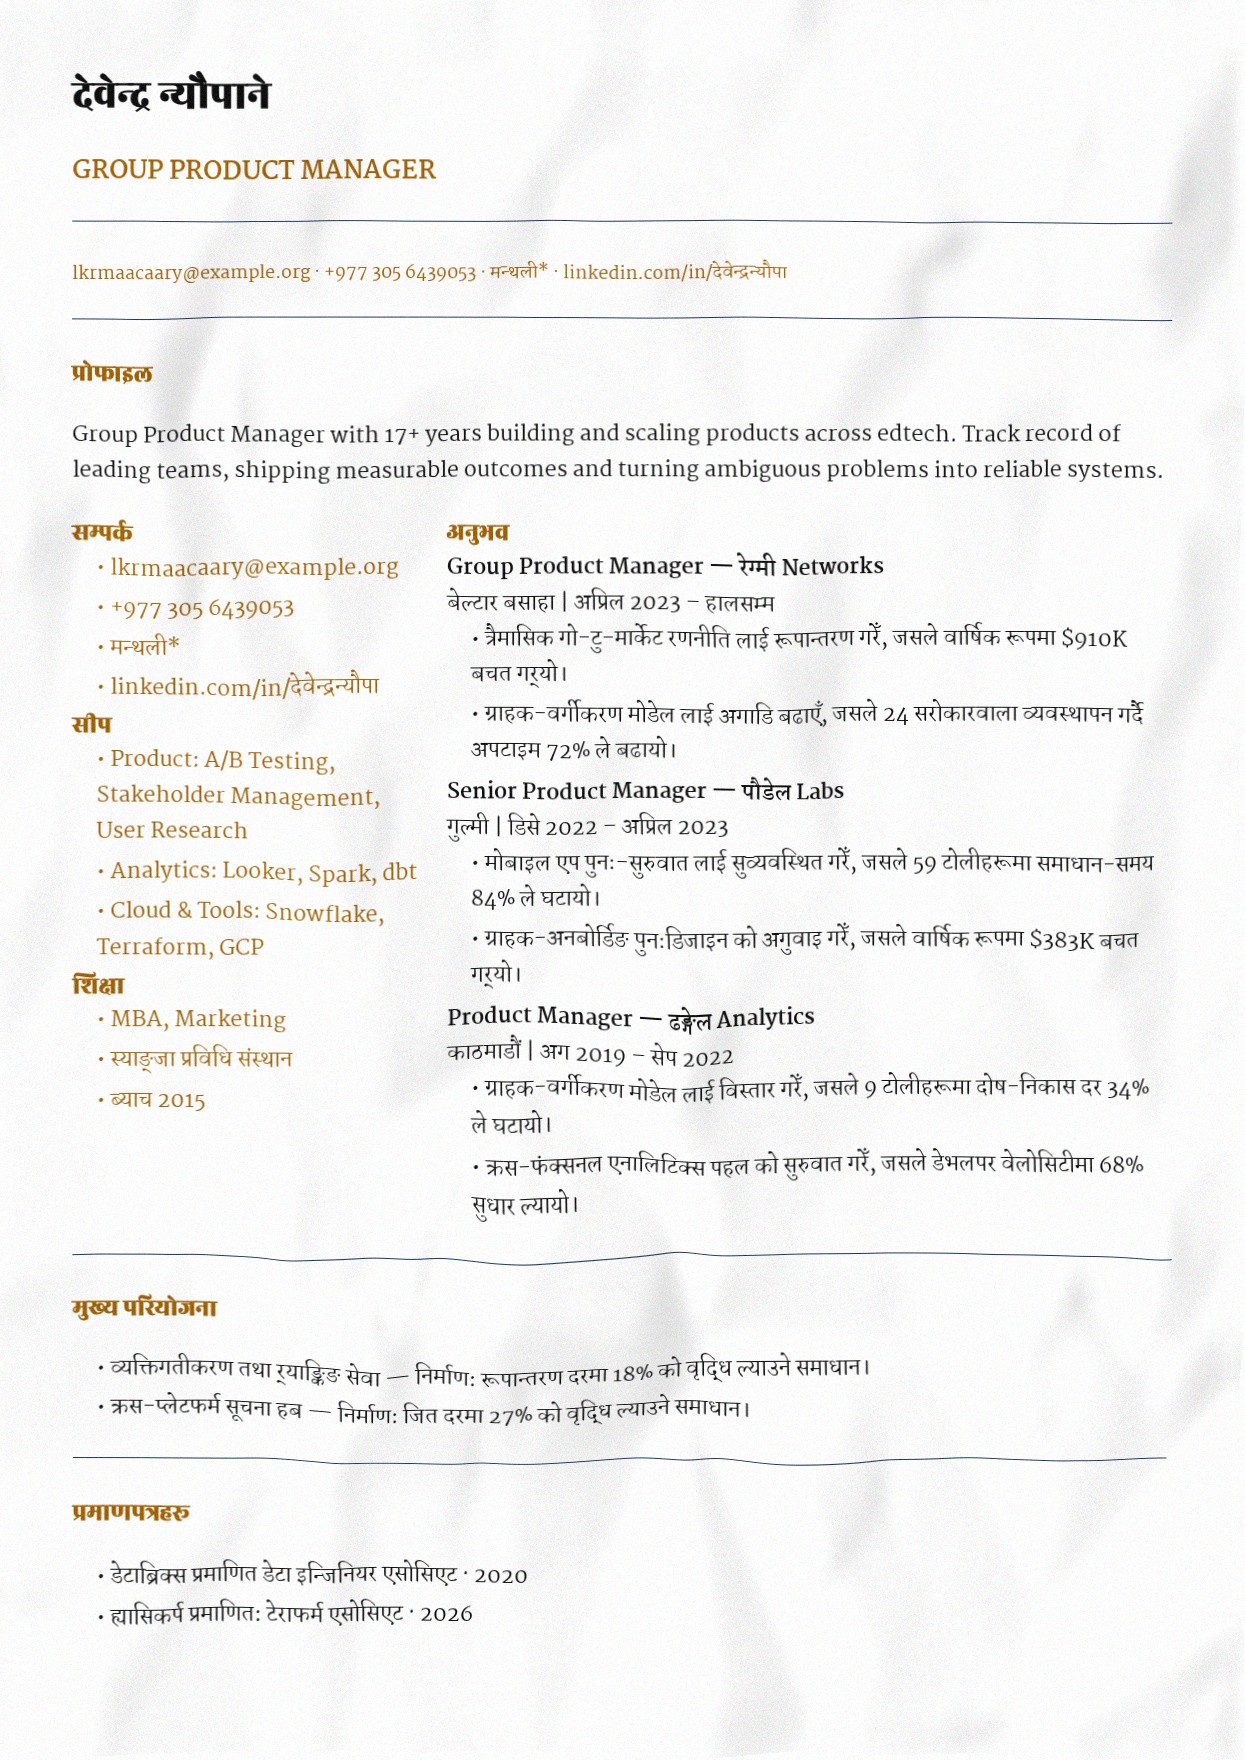 देवेन्द्र न्यौपाने
GROUP PRODUCT MANAGER
lkrmaacaary@example.org · +977 305 6439053 · मन्थली* · linkedin.com/in/देवेन्द्रन्यौपा
प्रोफाइल
Group Product Manager with 17+ years building and scaling products across edtech. Track record of
leading teams, shipping measurable outcomes and turning ambiguous problems into reliable systems.
सम्पर्क
• lkrmaacaary@example.org
• +977 305 6439053
• मन्थली*
• linkedin.com/in/देवेन्द्रन्यौपा
सीप
• Product: A/B Testing,
Stakeholder Management,
User Research
• Analytics: Looker, Spark, dbt
• Cloud & Tools: Snowflake,
Terraform, GCP
शिक्षा
• MBA, Marketing
• स्याङ्जा प्रविधि संस्थान
• ब्याच 2015
अनुभव
Group Product Manager — रेग्मी Networks
बेल्टार बसाहा | अप्रिल 2023 – हालसम्म
• त्रैमासिक गो-टु-मार्केट रणनीति लाई रूपान्तरण गरेँ, जसले वार्षिक रूपमा $910K
बचत गर्‍यो।
• ग्राहक-वर्गीकरण मोडेल लाई अगाडि बढाएँ, जसले 24 सरोकारवाला व्यवस्थापन गर्दै
अपटाइम 72% ले बढायो।
Senior Product Manager — पौडेल Labs
गुल्मी | डिसे 2022 – अप्रिल 2023
• मोबाइल एप पुनः-सुरुवात लाई सुव्यवस्थित गरेँ, जसले 59 टोलीहरूमा समाधान-समय
84% ले घटायो।
• ग्राहक-अनबोर्डिङ पुन:डिजाइन को अगुवाइ गरेँ, जसले वार्षिक रूपमा $383K बचत
गर्‍यो।
Product Manager — ढङ्गेल Analytics
काठमाडौं | अग 2019 – सेप 2022
• ग्राहक-वर्गीकरण मोडेल लाई विस्तार गरेँ, जसले 9 टोलीहरूमा दोष-निकास दर 34%
ले घटायो।
• क्रस-फंक्सनल एनालिटिक्स पहल को सुरुवात गरेँ, जसले डेभलपर वेलोसिटीमा 68%
सुधार ल्यायो।
मुख्य परियोजना
• व्यक्तिगतीकरण तथा र्‍याङ्किङ सेवा — निर्माण: रूपान्तरण दरमा 18% को वृद्धि ल्याउने समाधान।
• क्रस-प्लेटफर्म सूचना हब — निर्माण: जित दरमा 27% को वृद्धि ल्याउने समाधान।
प्रमाणपत्रहरू
• डेटाब्रिक्स प्रमाणित डेटा इन्जिनियर एसोसिएट · 2020
• ह्यासिकर्प प्रमाणित: टेराफर्म एसोसिएट · 2026